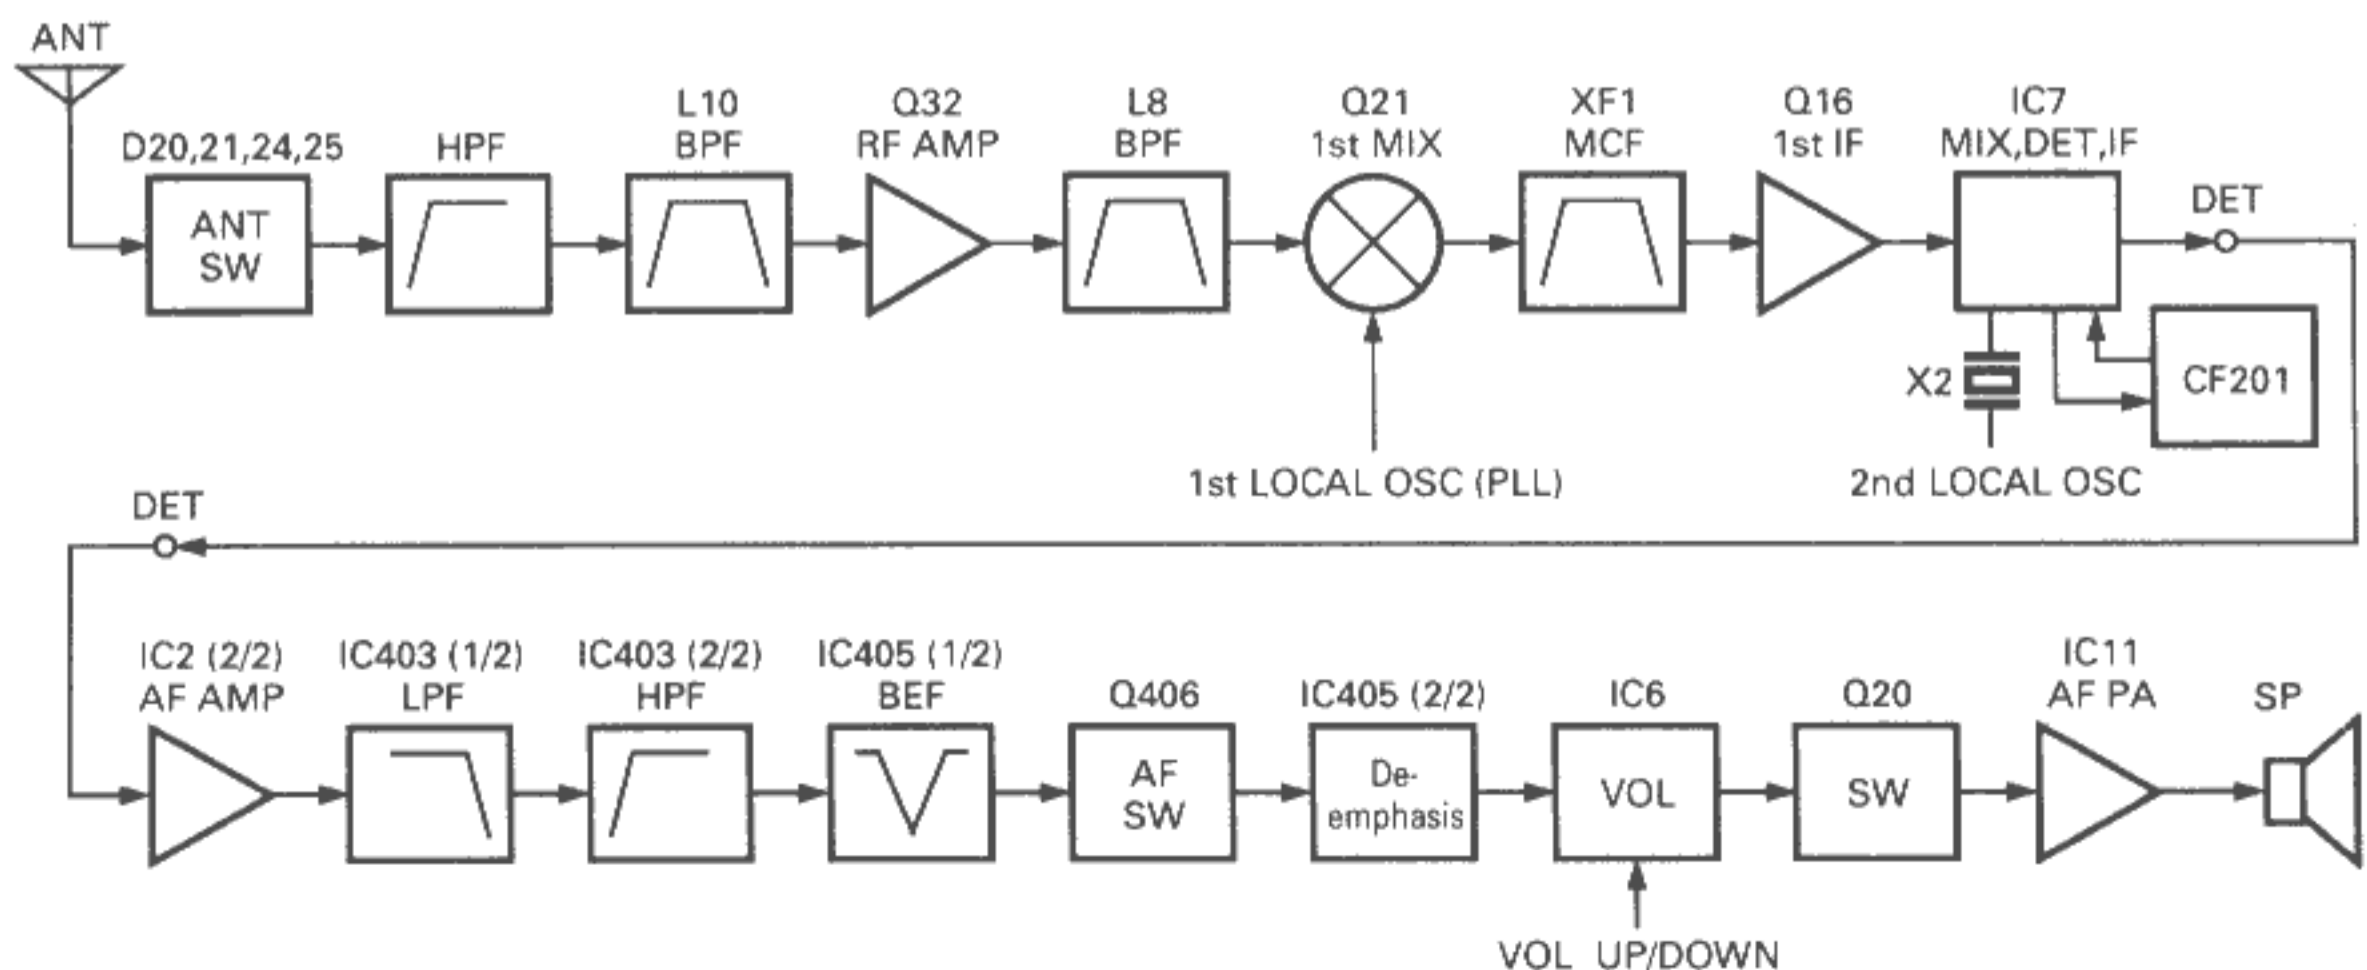 ANT
D20,21,24,25
ANT
SW
HPF
L10
BPF
Q32
RF AMP
L8
BPF
Q21
1st MIX
XF1
MCF
Q16
1st IF
IC7
MIX,DET,IF
DET
X2
CF201
1st LOCAL OSC (PLL)
2nd LOCAL OSC
DET
IC2 (2/2)
AF AMP
IC403 (1/2)
LPF
IC403 (2/2)
HPF
IC405 (1/2)
BEF
Q406
AF
SW
IC405 (2/2)
De-
emphasis
IC6
VOL
VOL UP/DOWN
Q20
SW
IC11
AF PA
SP